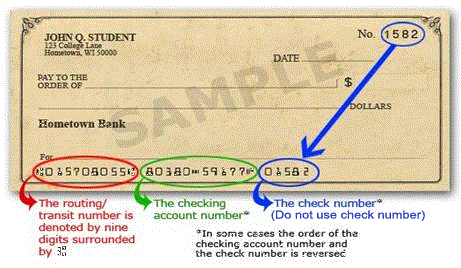 JOHN Q. STUDENT
123 College Lane
Hometown, WI 50000
No. 1582
DATE
PAY TO THE
ORDER OF
$
DOLLARS
SAMPLE
Hometown Bank
For
⑆045708055⑆ 80380⑉59677⑈ 01582
The routing/
transit number is
denoted by nine
digits surrounded
by ⑆
The checking
account number*
The check number*
(Do not use check number)
*In some cases the order of the
checking account number and
the check number is reversed